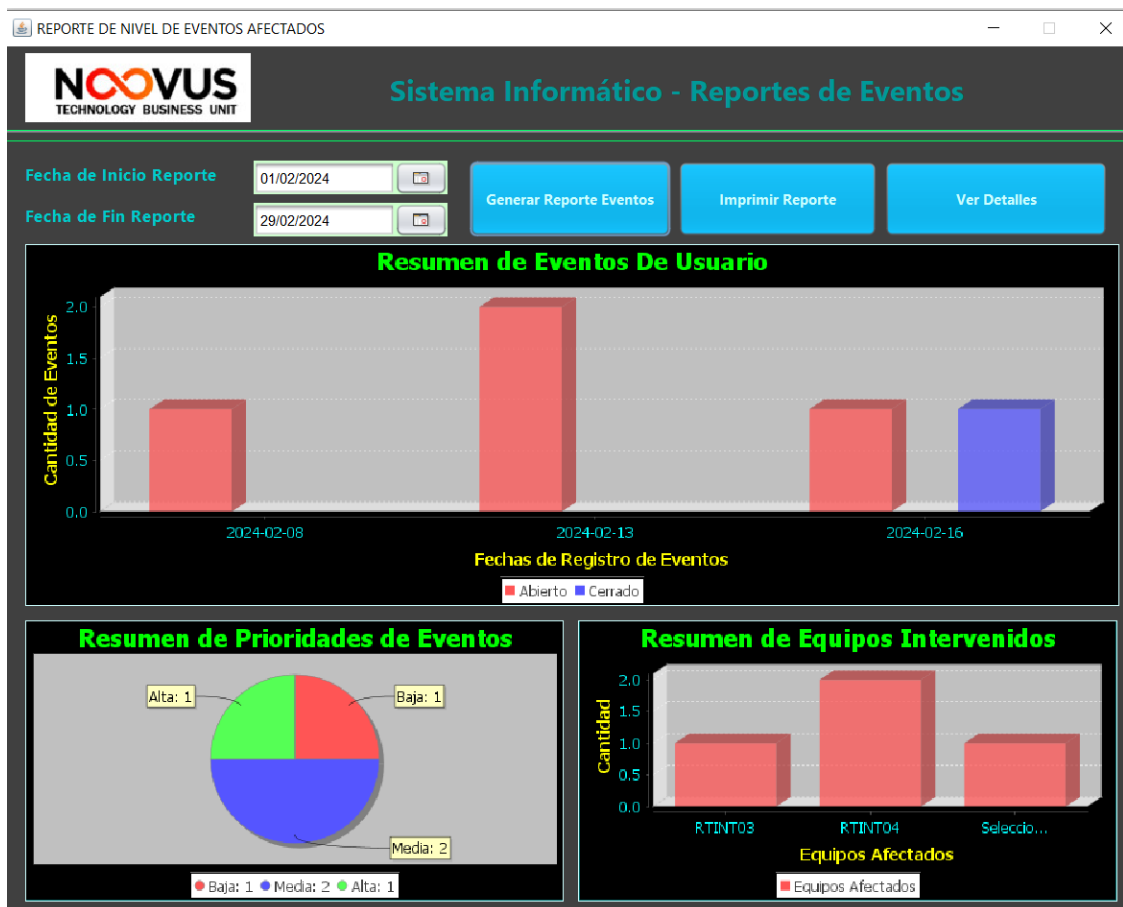 REPORTE DE NIVEL DE EVENTOS AFECTADOS
NOOVUS
TECHNOLOGY BUSINESS UNIT
Sistema Informático - Reportes de Eventos
Fecha de Inicio Reporte
01/02/2024
Fecha de Fin Reporte
29/02/2024
Generar Reporte Eventos
Imprimir Reporte
Ver Detalles
Resumen de Eventos De Usuario
Cantidad de Eventos
2.0
1.5
1.0
0.5
0.0
2024-02-08
2024-02-13
2024-02-16
Fechas de Registro de Eventos
Abierto
Cerrado
Resumen de Prioridades de Eventos
Alta: 1
Baja: 1
Media: 2
Baja: 1
Media: 2
Alta: 1
Resumen de Equipos Intervenidos
Cantidad
2.0
1.5
1.0
0.5
0.0
RTINT03
RTINT04
Seleccio...
Equipos Afectados
Equipos Afectados